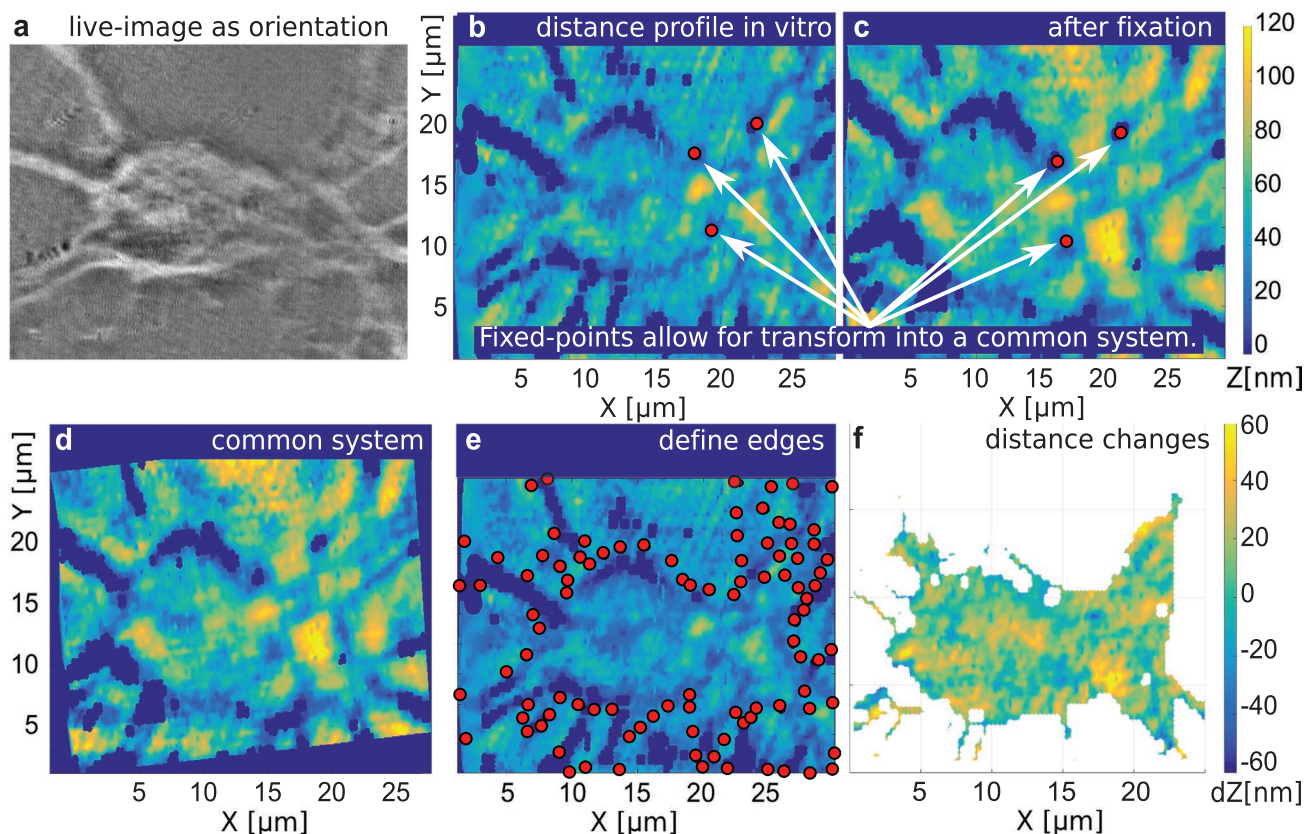 a live-image as orientation
b distance profile in vitro
c after fixation
Y [µm]
20
15
10
5
5 10 15 20 25
X [µm]
5 10 15 20 25
X [µm]
120
100
80
60
40
20
0
Z[nm]
Fixed-points allow for transform into a common system.
d common system
e define edges
f distance changes
Y [µm]
20
15
10
5
5 10 15 20 25
X [µm]
5 10 15 20 25
X [µm]
5 10 15 20
X [µm]
60
40
20
0
-20
-40
-60
dZ[nm]